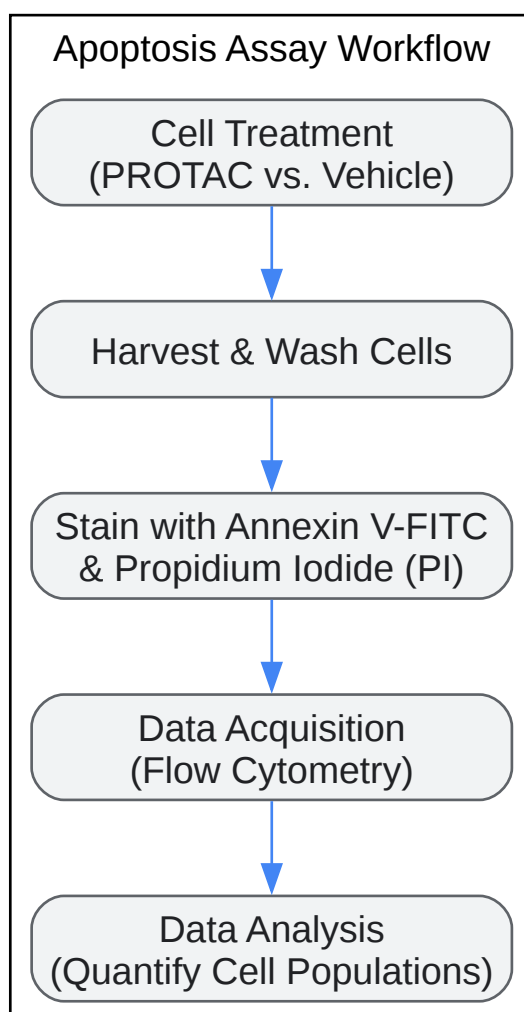 Apoptosis Assay Workflow
Cell Treatment
(PROTAC vs. Vehicle)
Harvest & Wash Cells
Stain with Annexin V-FITC
& Propidium Iodide (PI)
Data Acquisition
(Flow Cytometry)
Data Analysis
(Quantify Cell Populations)